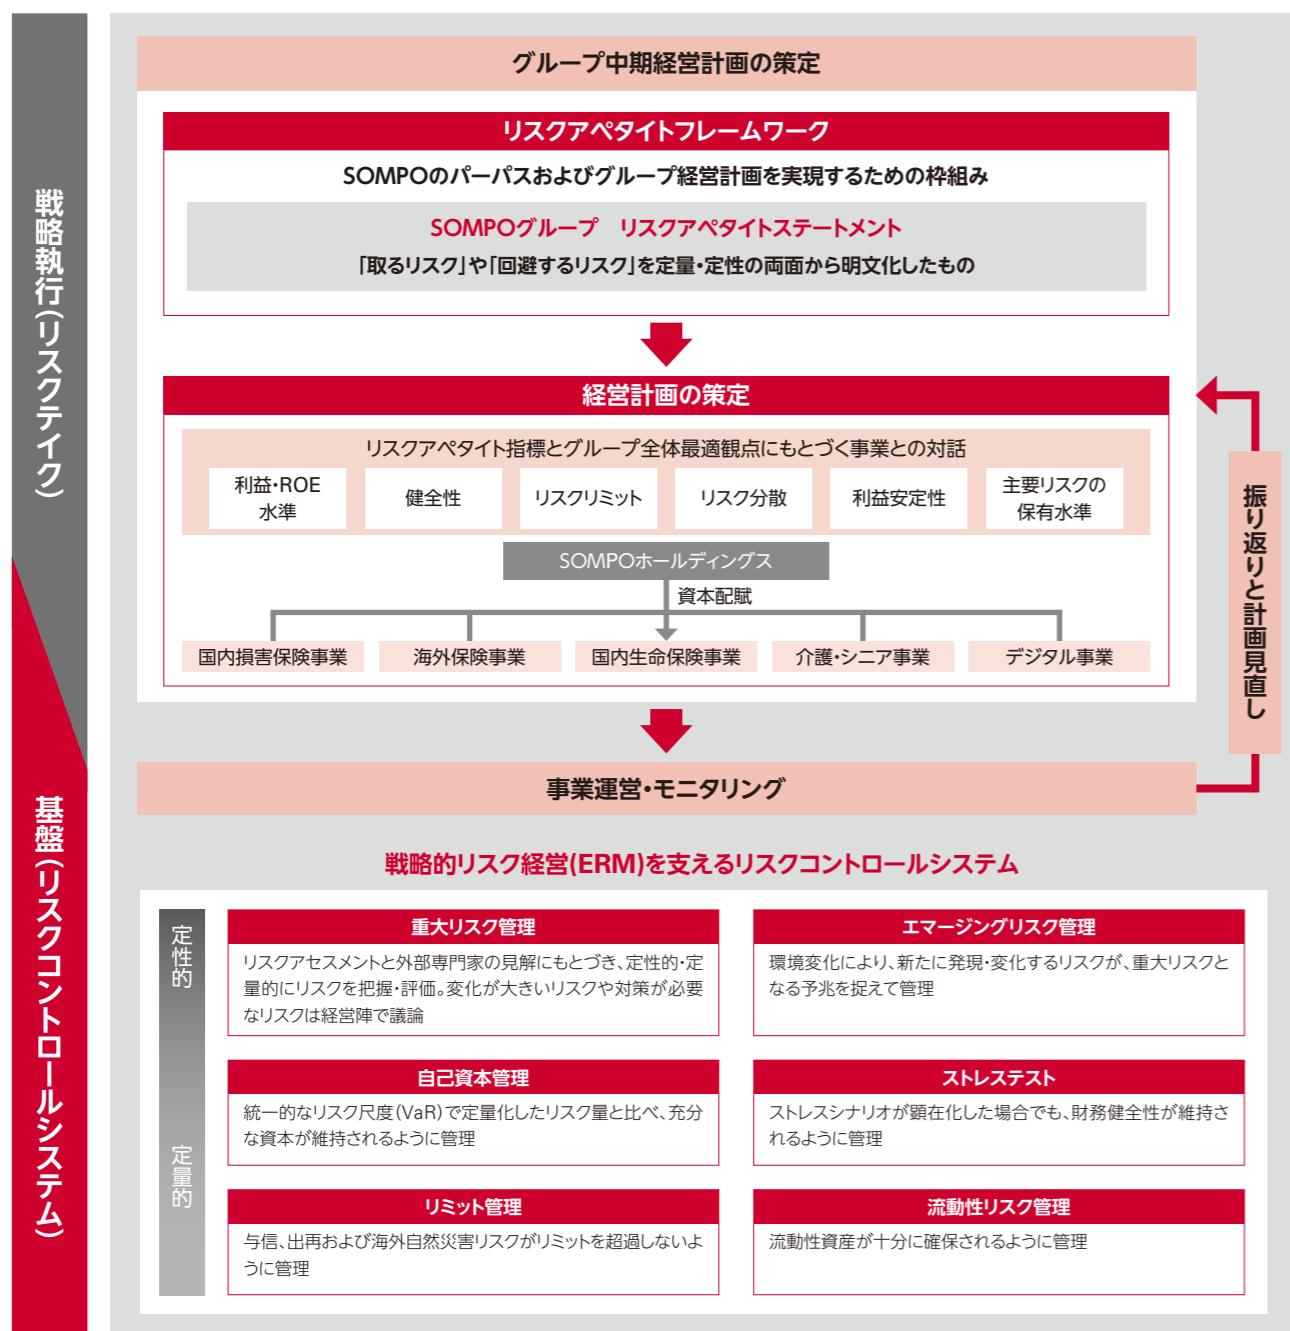 戦略執行(リスクテイク)
基盤(リスクコントロールシステム)
グループ中期経営計画の策定
リスクアペタイトフレームワーク
SOMPOのパーパスおよびグループ経営計画を実現するための枠組み
SOMPOグループ　リスクアペタイトステートメント
「取るリスク」や「回避するリスク」を定量・定性の両面から明文化したもの
経営計画の策定
リスクアペタイト指標とグループ全体最適観点にもとづく事業との対話
利益・ROE
水準
健全性
リスクリミット
リスク分散
利益安定性
主要リスクの
保有水準
SOMPOホールディングス
資本配賦
国内損害保険事業
海外保険事業
国内生命保険事業
介護・シニア事業
デジタル事業
振り返りと計画見直し
事業運営・モニタリング
戦略的リスク経営(ERM)を支えるリスクコントロールシステム
定性的
定量的
重大リスク管理
リスクアセスメントと外部専門家の見解にもとづき、定性的・定
量的にリスクを把握・評価。変化が大きいリスクや対策が必要
なリスクは経営陣で議論
エマージングリスク管理
環境変化により、新たに発現・変化するリスクが、重大リスクと
なる予兆を捉えて管理
自己資本管理
統一的なリスク尺度(VaR)で定量化したリスク量と比べ、充分
な資本が維持されるように管理
ストレステスト
ストレスシナリオが顕在化した場合でも、財務健全性が維持さ
れるように管理
リミット管理
与信、出再および海外自然災害リスクがリミットを超過しないよ
うに管理
流動性リスク管理
流動性資産が十分に確保されるように管理